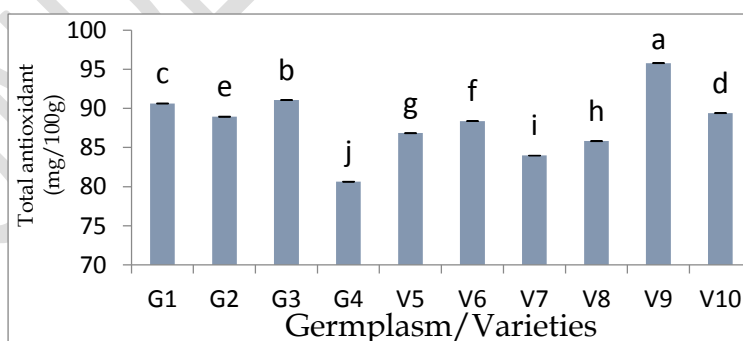 Total antioxidant
(mg/100g)
100
95
90
85
80
75
70
c
e
b
j
g
f
i
h
a
d
G1 G2 G3 G4 V5 V6 V7 V8 V9 V10
Germplasm/Varieties